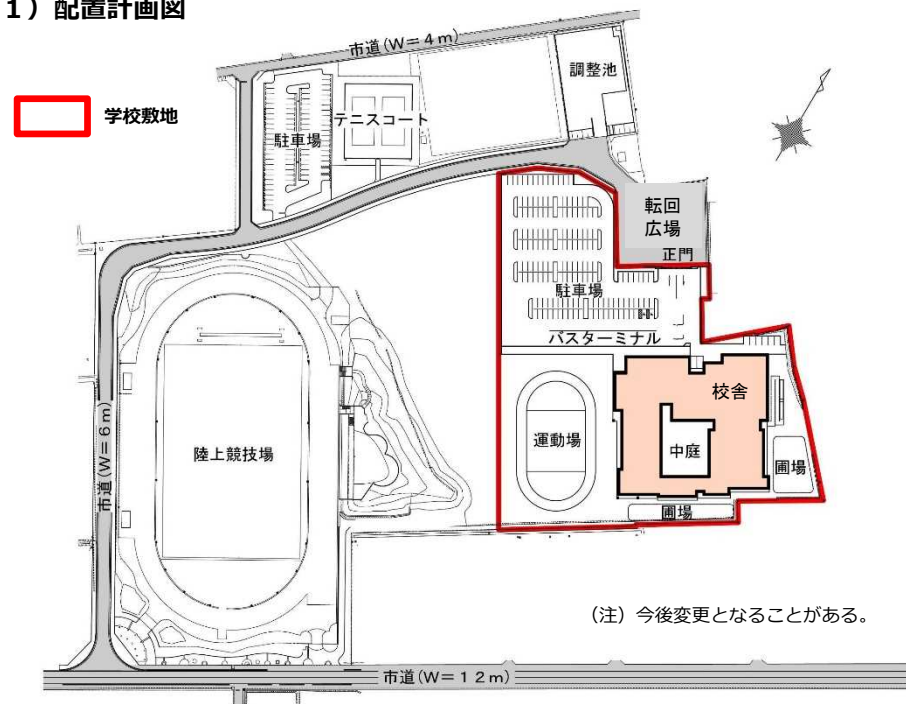 １）配置計画図
市道(Ｗ＝４ｍ)
調整池
学校敷地
テニスコート
駐車場
転回
広場
正門
駐車場
バスターミナル
校舎
市道(Ｗ＝６ｍ)
運動場
中庭
陸上競技場
圃場
圃場
（注）今後変更となることがある。
市道(Ｗ＝１２ｍ)